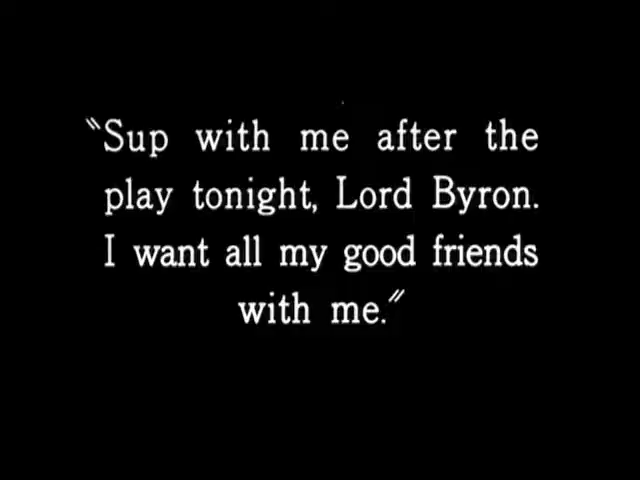 "Sup with me after the
play tonight, Lord Byron.
I want all my good friends
with me."